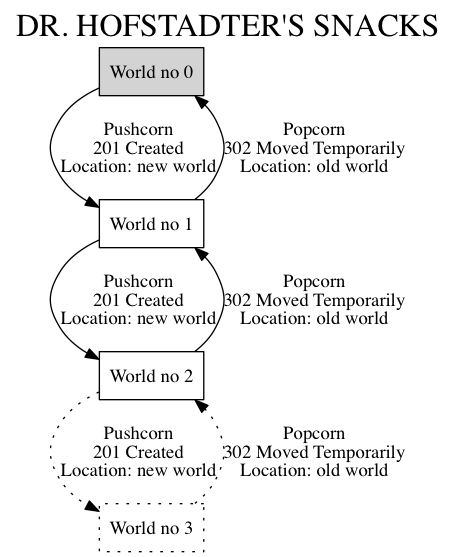 DR. HOFSTADTER'S SNACKS
World no 0
Pushcorn
201 Created
Location: new world
Popcorn
302 Moved Temporarily
Location: old world
World no 1
Pushcorn
201 Created
Location: new world
Popcorn
302 Moved Temporarily
Location: old world
World no 2
Pushcorn
201 Created
Location: new world
Popcorn
302 Moved Temporarily
Location: old world
World no 3